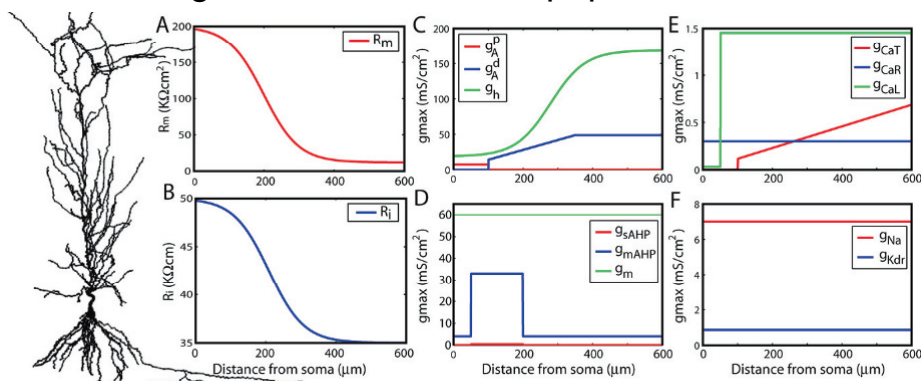 A
R_m
R_m (KΩcm²)
200
150
100
50
0
0
200
400
600
B
R_i
R_i (KΩcm)
50
45
40
35
0
200
400
600
Distance from soma (μm)
C
g_A^p
g_A^d
g_h
gmax (mS/cm²)
200
150
100
50
0
0
200
400
600
D
g_sAHP
g_mAHP
g_m
gmax (mS/cm²)
60
50
40
30
20
10
0
0
200
400
600
Distance from soma (μm)
E
g_CaT
g_CaR
g_CaL
gmax (mS/cm²)
1.5
1
0.5
0
0
200
400
600
F
g_Na
g_Kdr
gmax (mS/cm²)
8
6
4
2
0
0
200
400
600
Distance from soma (μm)